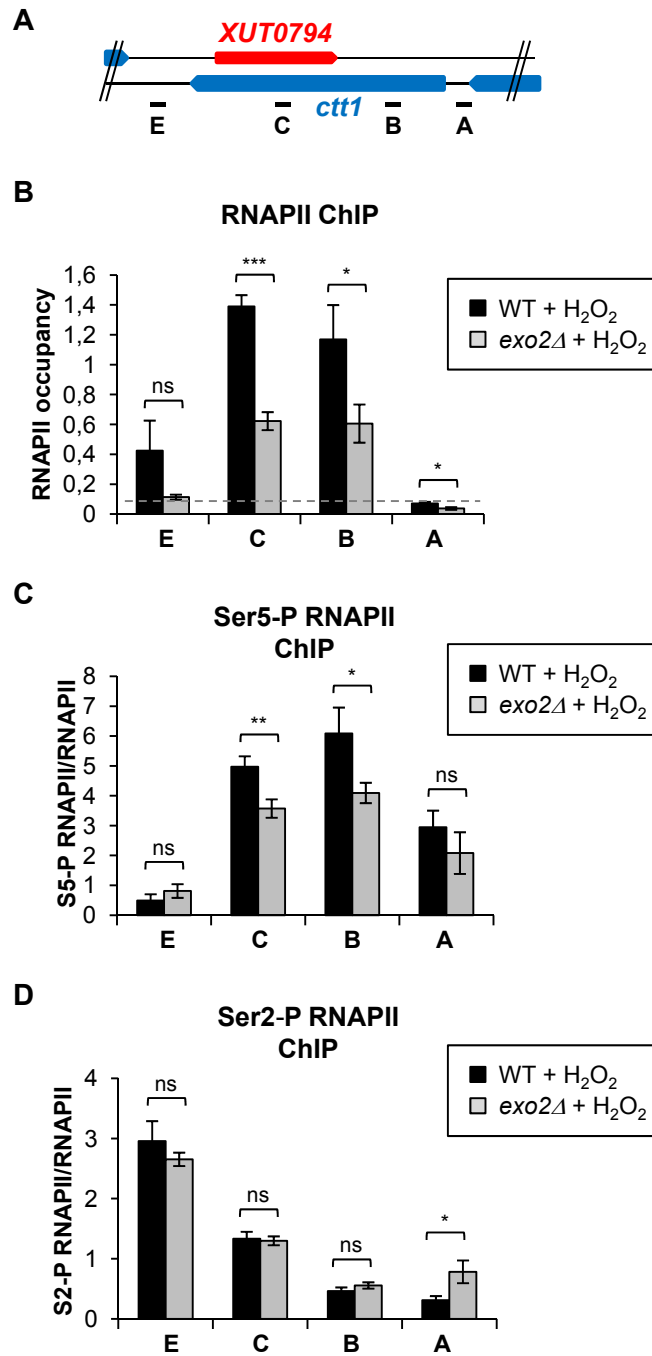 A
XUT0794
ctt1
E C B A
B
RNAPII ChIP
RNAPII occupancy
1,6
1,4
1,2
1
0,8
0,6
0,4
0,2
0
ns *** * *
E C B A
WT + H₂O₂
exo2Δ + H₂O₂
C
Ser5-P RNAPII
ChIP
S5-P RNAPII/RNAPII
8
7
6
5
4
3
2
1
0
ns ** * ns
E C B A
WT + H₂O₂
exo2Δ + H₂O₂
D
Ser2-P RNAPII
ChIP
S2-P RNAPII/RNAPII
4
3
2
1
0
ns ns ns *
E C B A
WT + H₂O₂
exo2Δ + H₂O₂